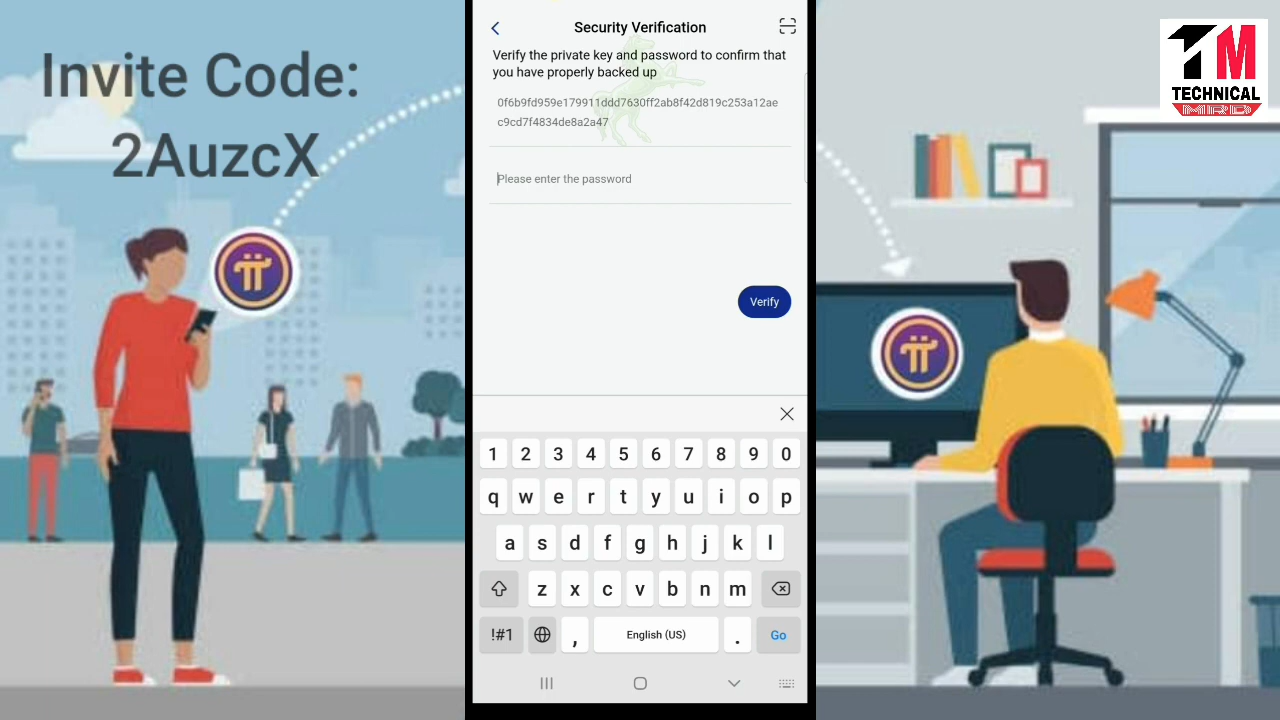 Invite Code:
2AuzcX
Security Verification
Verify the private key and password to confirm that
you have properly backed up
0f6b9fd959e179911ddd7630ff2ab8f42d819c253a12ae
c9cd7f4834de8a2a47
Please enter the password
Verify
1 2 3 4 5 6 7 8 9 0
q w e r t y u i o p
a s d f g h j k l
z x c v b n m
!#1 , English (US) . Go
TM
TECHNICAL
MRD